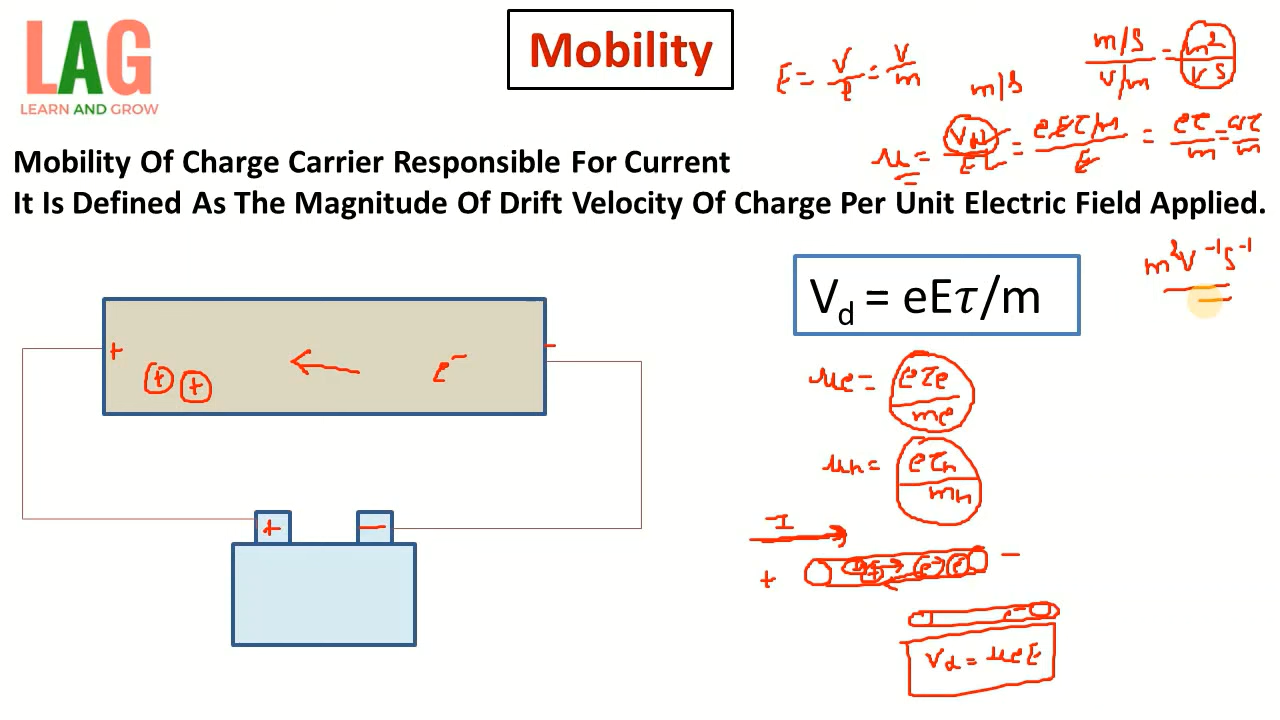 LAG
LEARN AND GROW
Mobility
E = V/l = V/m
m/s
m/s / V/m = m² / VS
μ = Vd / E = eEτ/m / E = eτ / m = qτ / m
Mobility Of Charge Carrier Responsible For Current
It Is Defined As The Magnitude Of Drift Velocity Of Charge Per Unit Electric Field Applied.
m²V⁻¹S⁻¹
Vd = eEτ/m
+ -
+ + ← e⁻
μe = eτe / me
μh = eτh / mh
+ −
I
+ −
e⁻
Vd = μeE